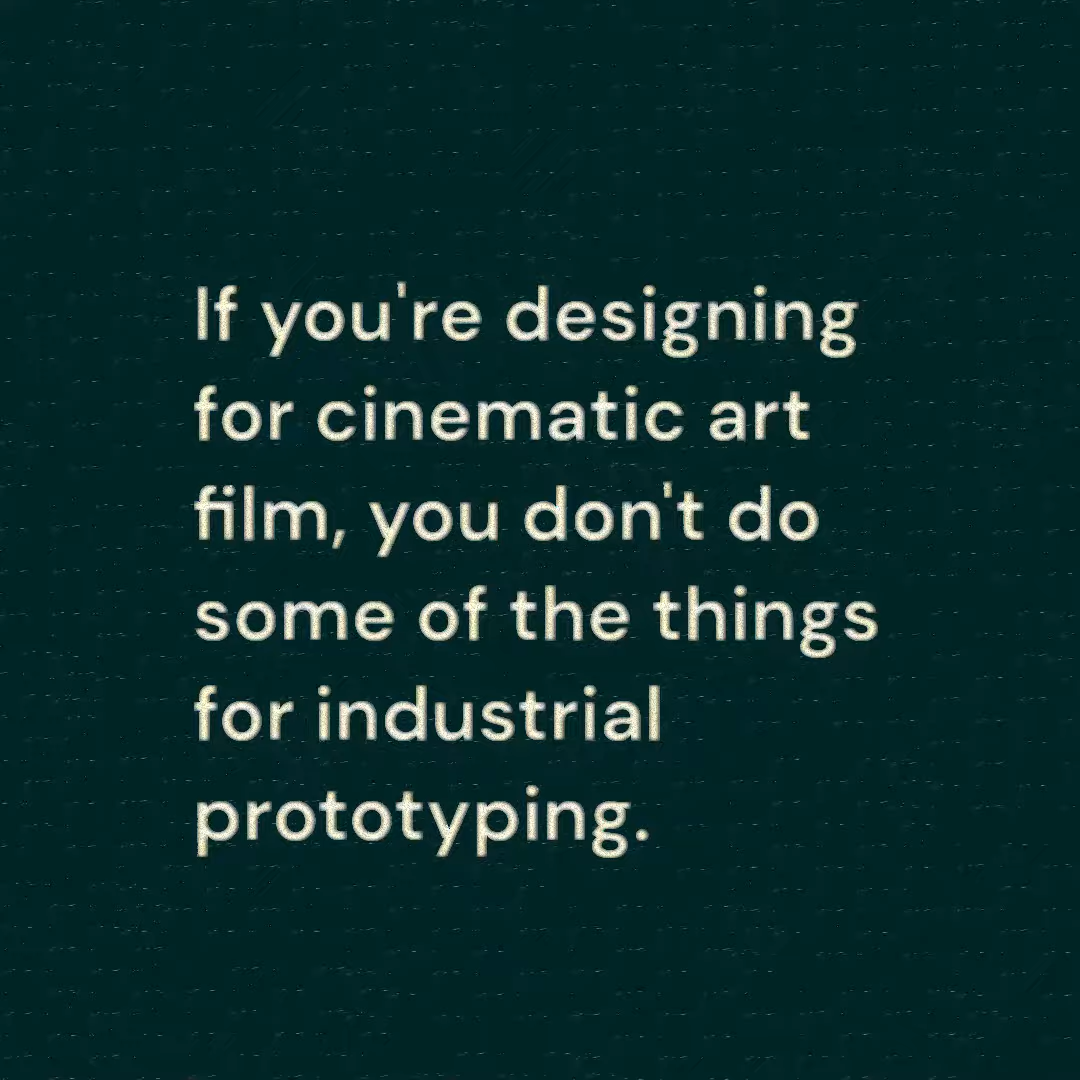 If you're designing
for cinematic art
film, you don't do
some of the things
for industrial
prototyping.